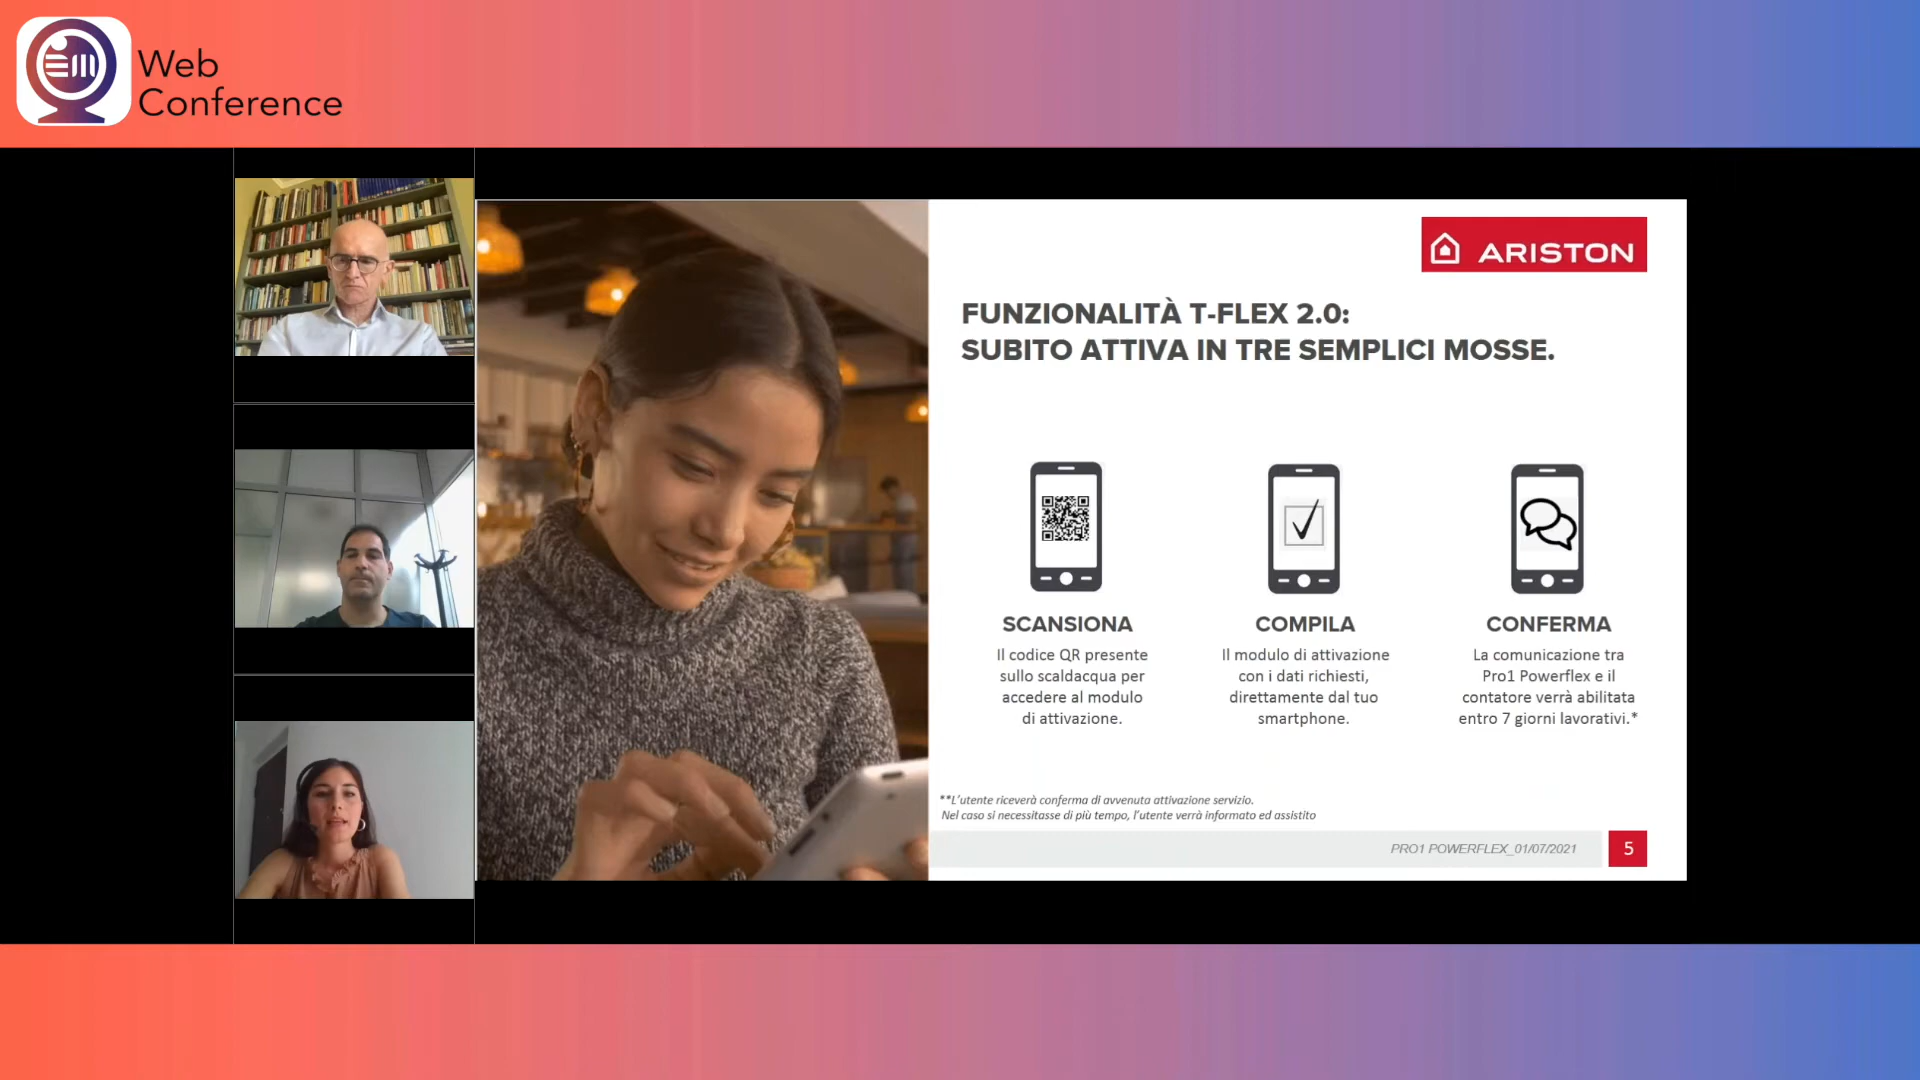 Web
Conference
ARISTON
FUNZIONALITÀ T-FLEX 2.0:
SUBITO ATTIVA IN TRE SEMPLICI MOSSE.
SCANSIONA
Il codice QR presente
sullo scaldacqua per
accedere al modulo
di attivazione.
COMPILA
Il modulo di attivazione
con i dati richiesti,
direttamente dal tuo
smartphone.
CONFERMA
La comunicazione tra
Pro1 Powerflex e il
contatore verrà abilitata
entro 7 giorni lavorativi.*
**L'utente riceverà conferma di avvenuta attivazione servizio.
Nel caso si necessitasse di più tempo, l'utente verrà informato ed assistito
PRO1 POWERFLEX_01/07/2021
5